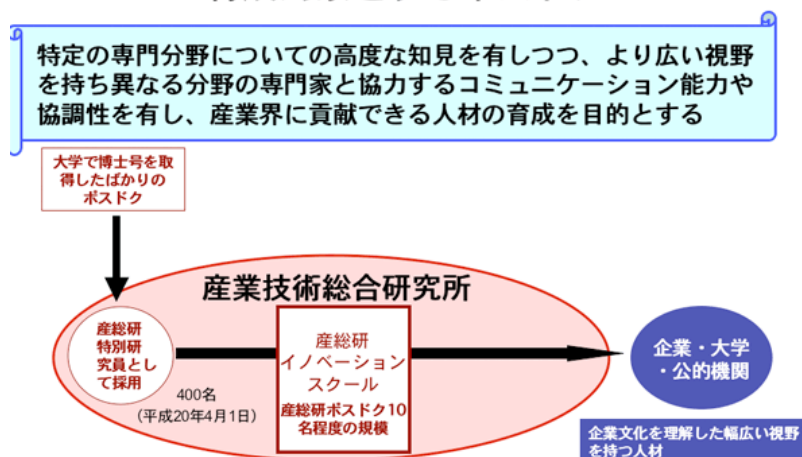 特定の専門分野についての高度な知見を有しつつ、より広い視野
を持ち異なる分野の専門家と協力するコミュニケーション能力や
協調性を有し、産業界に貢献できる人材の育成を目的とする
大学で博士号を取
得したばかりの
ポスドク
産業技術総合研究所
産総研
特別研
究員とし
て採用
400名
（平成20年4月1日）
産総研
イノベーション
スクール
産総研ポスドク10
名程度の規模
企業・大学
・公的機関
企業文化を理解した幅広い視野
を持つ人材